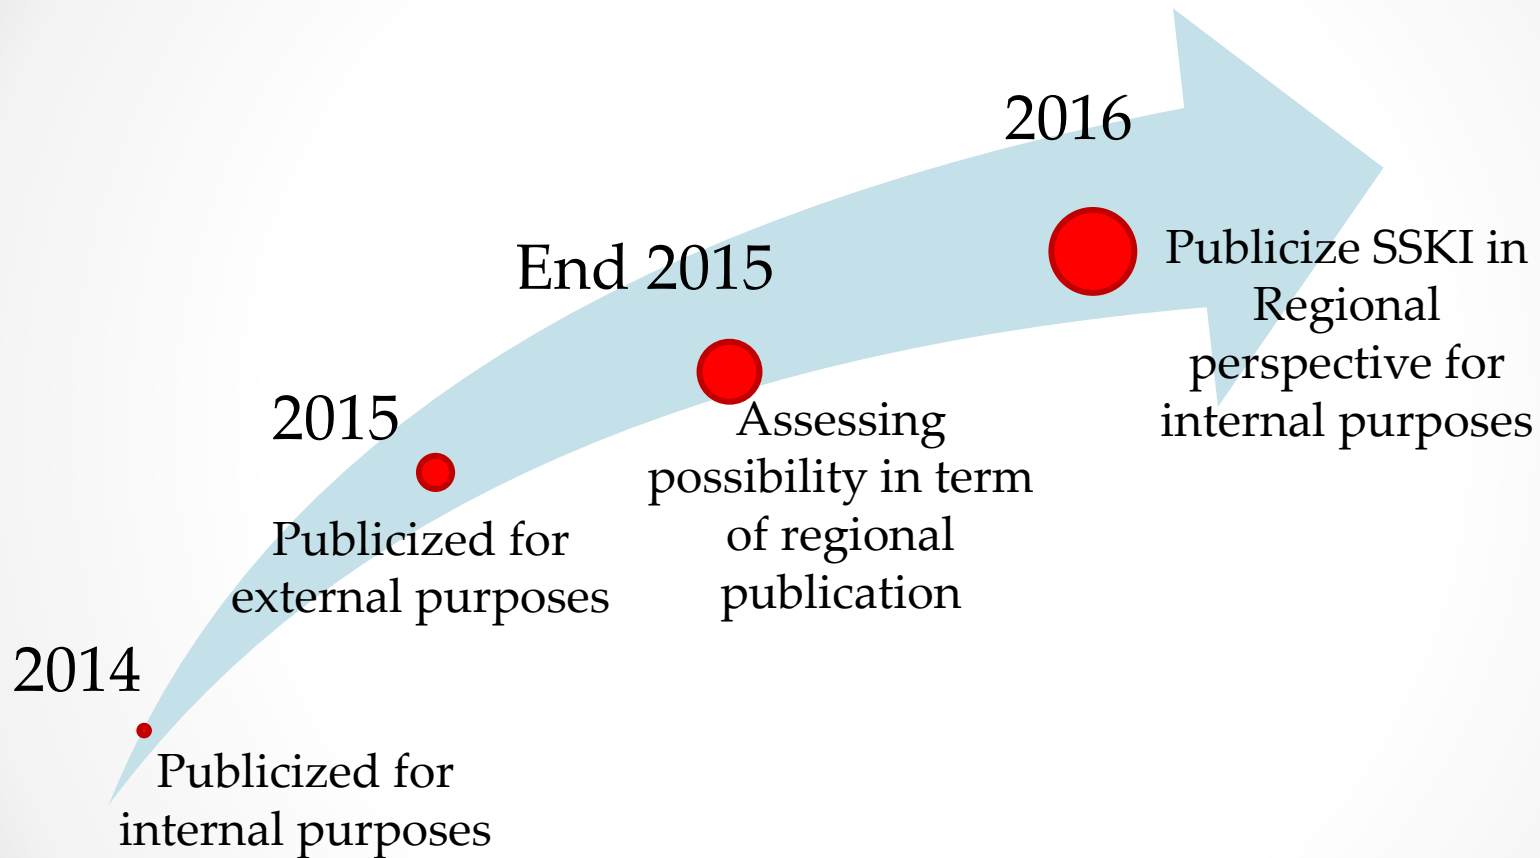 2014
Publicized for
internal purposes
2015
Publicized for
external purposes
End 2015
Assessing
possibility in term
of regional
publication
2016
Publicize SSKI in
Regional
perspective for
internal purposes